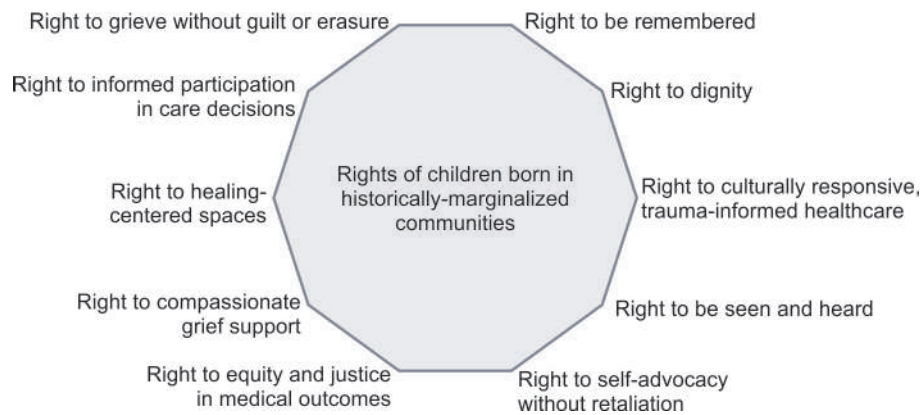 Right to grieve without guilt or erasure
Right to be remembered
Right to informed participation
in care decisions
Right to dignity
Rights of children born in
historically-marginalized
communities
Right to healing-
centered spaces
Right to culturally responsive,
trauma-informed healthcare
Right to compassionate
grief support
Right to be seen and heard
Right to equity and justice
in medical outcomes
Right to self-advocacy
without retaliation